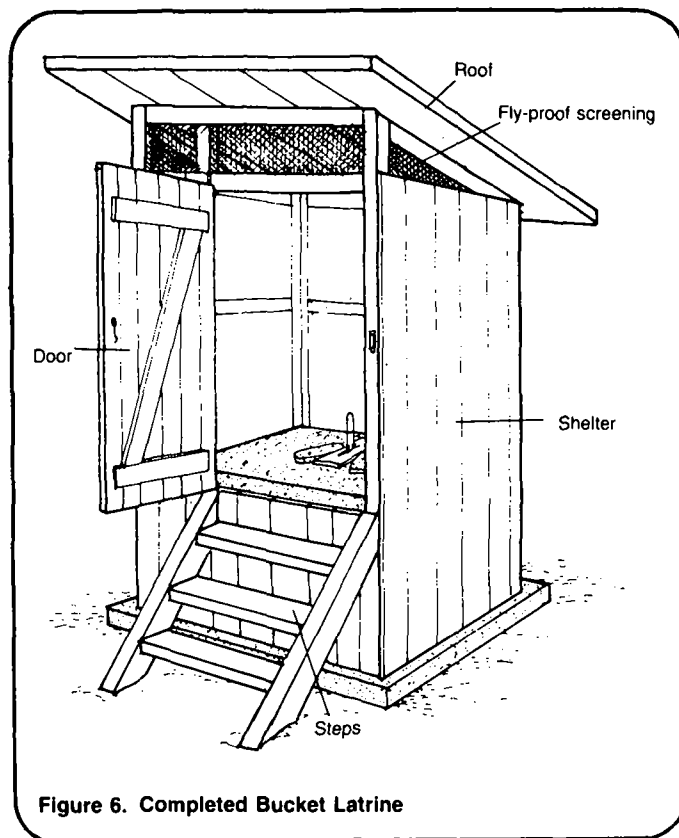 Roof
Fly-proof screening
Door
Shelter
Steps
Figure 6. Completed Bucket Latrine